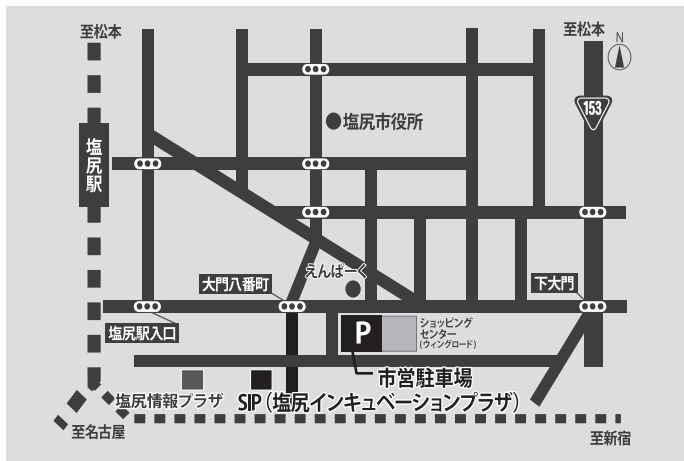 至松本
至松本
N
153
塩尻市役所
塩尻駅
えんぱーく
大門八番町
下大門
塩尻駅入口
P
ショッピング
センター
(ウィングロード)
市営駐車場
塩尻情報プラザ
SIP(塩尻インキュベーションプラザ)
至名古屋
至新宿